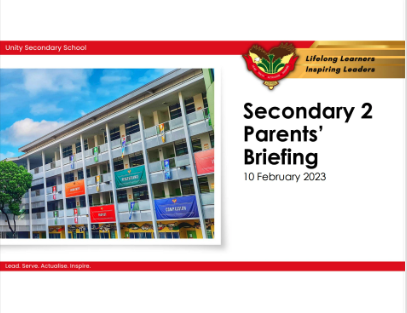 Unity Secondary School
Lifelong Learners
Inspiring Leaders
Secondary 2
Parents’
Briefing
10 February 2023
Lead. Serve. Actualise. Inspire.